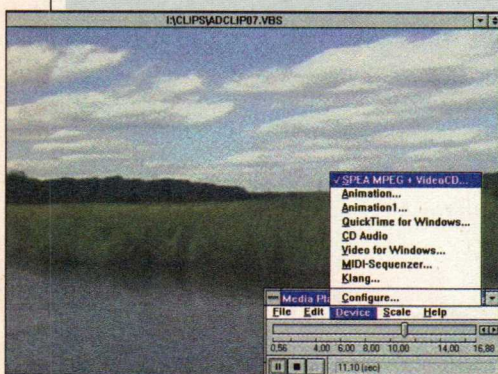 I:\CLIPS\ADCLIP07.VBS
SPEA MPEG + VideoCD...
Animation...
Animation1...
QuickTime for Windows...
CD Audio
Video for Windows...
MIDI-Sequenzer...
Klang...
Configure...
Media Pla
File Edit Device Scale Help
0,56 4,00 6,00 8,00 10,00 14,00 16,88
11,10 (sec)